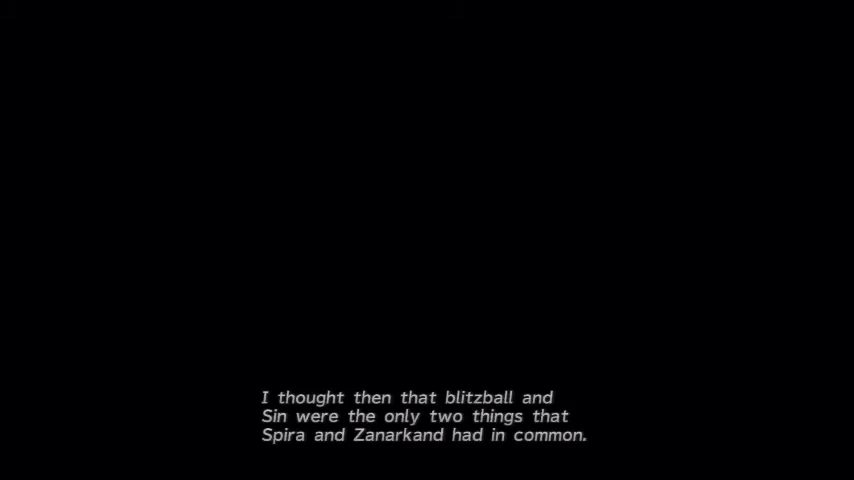 I thought then that blitzball and
Sin were the only two things that
Spira and Zanarkand had in common.